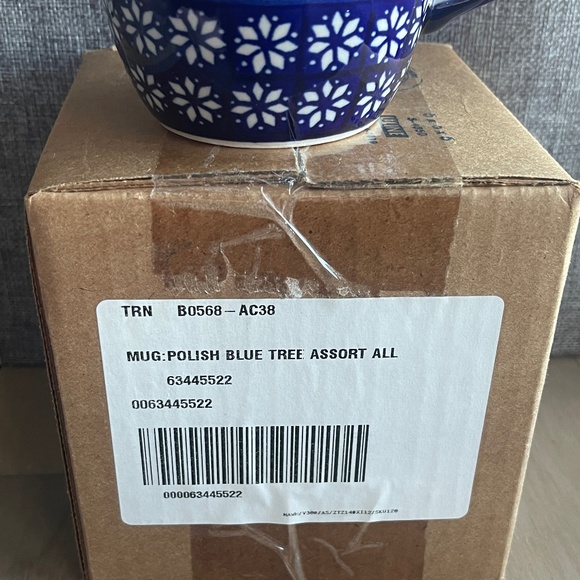 TRN B0568-AC38
MUG:POLISH BLUE TREE ASSORT ALL
63445522
0063445522
000063445522